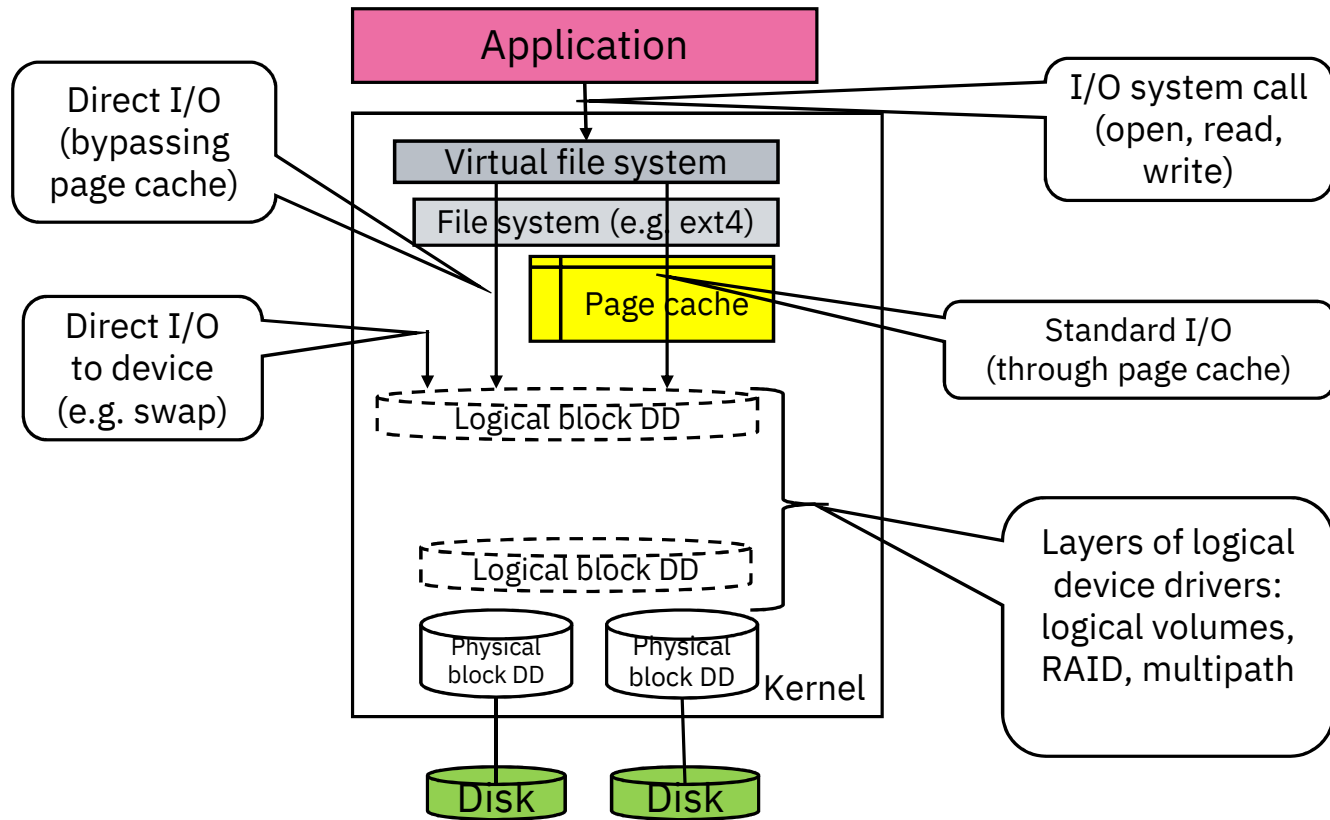 Application
Direct I/O
(bypassing
page cache)
I/O system call
(open, read,
write)
Virtual file system
File system (e.g. ext4)
Page cache
Direct I/O
to device
(e.g. swap)
Standard I/O
(through page cache)
Logical block DD
Logical block DD
Layers of logical
device drivers:
logical volumes,
RAID, multipath
Physical
block DD
Physical
block DD
Kernel
Disk
Disk